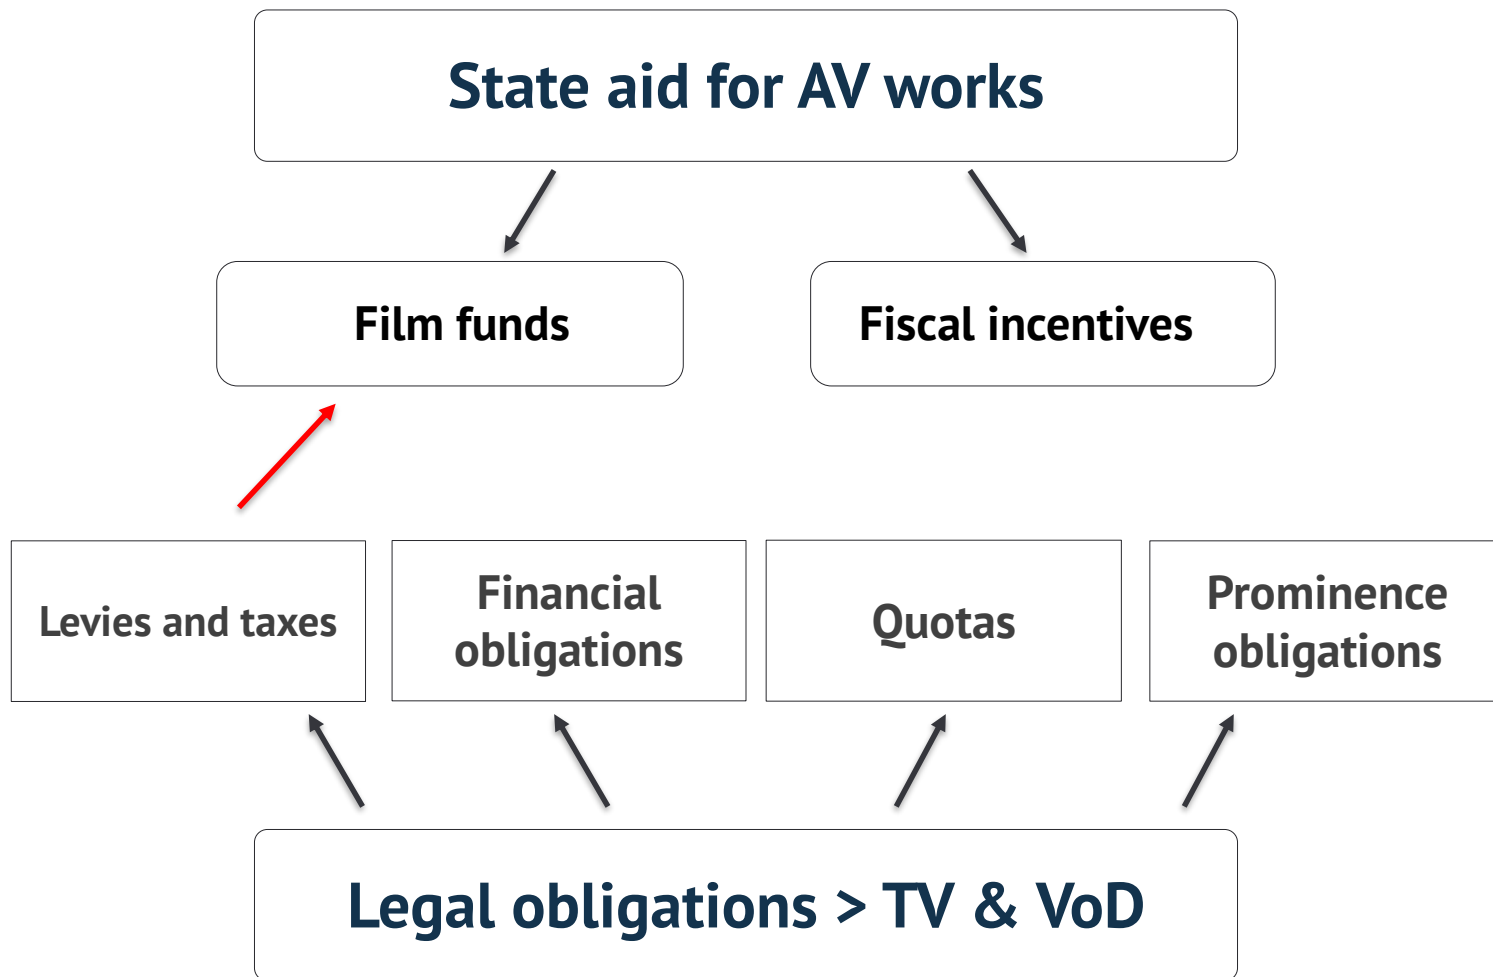 State aid for AV works
Film funds
Fiscal incentives
Levies and taxes
Financial
obligations
Quotas
Prominence
obligations
Legal obligations > TV & VoD